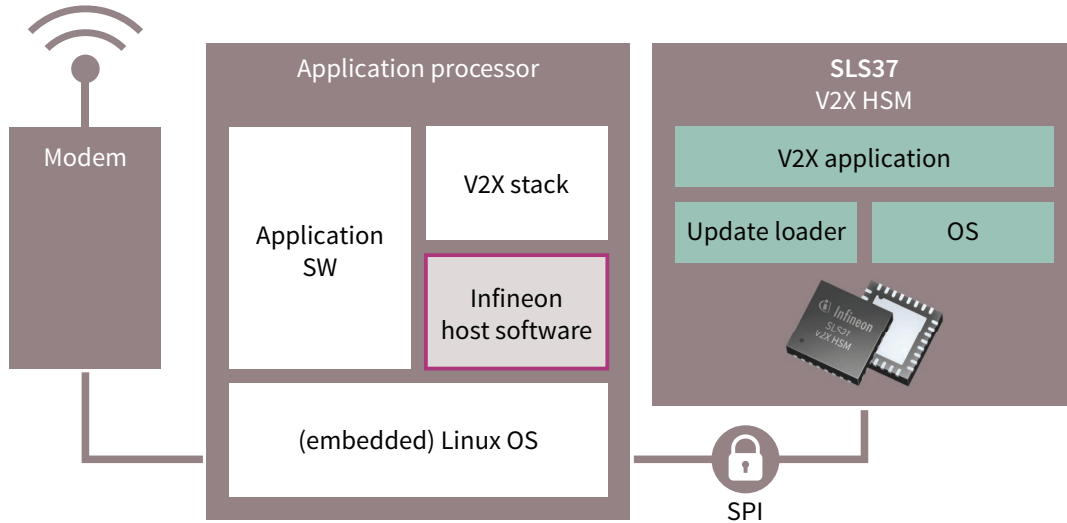 Modem
Application processor
Application
SW
V2X stack
Infineon
host software
(embedded) Linux OS
SLS37
V2X HSM
V2X application
Update loader
OS
Infineon
SLS37
V2X HSM
SPI